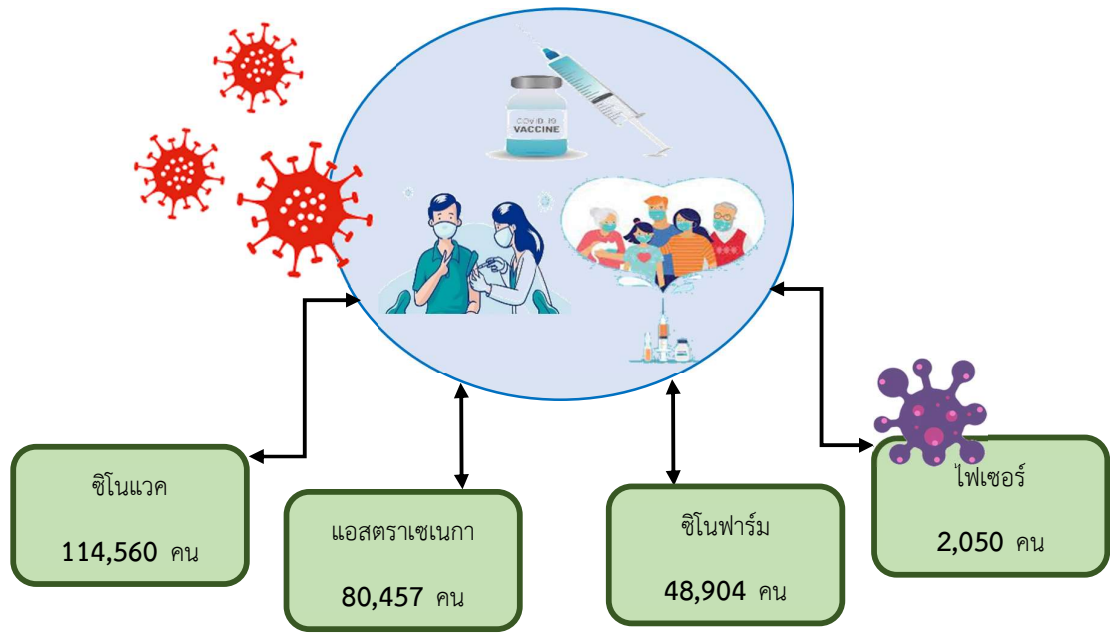 COVID-19
VACCINE
ซิโนแวค
114,560 คน
แอสตราเซเนกา
80,457 คน
ซิโนฟาร์ม
48,904 คน
ไฟเซอร์
2,050 คน